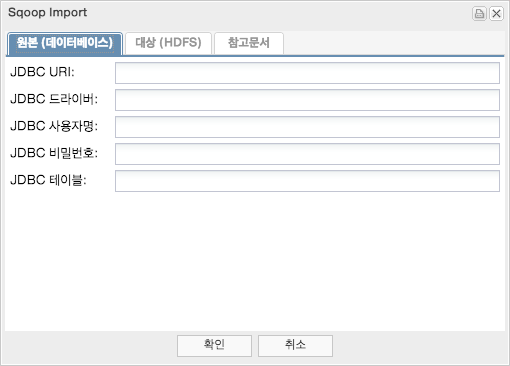 Sqoop Import
원본 (데이터베이스) 대상 (HDFS) 참고문서
JDBC URI:
JDBC 드라이버:
JDBC 사용자명:
JDBC 비밀번호:
JDBC 테이블:
확인 취소